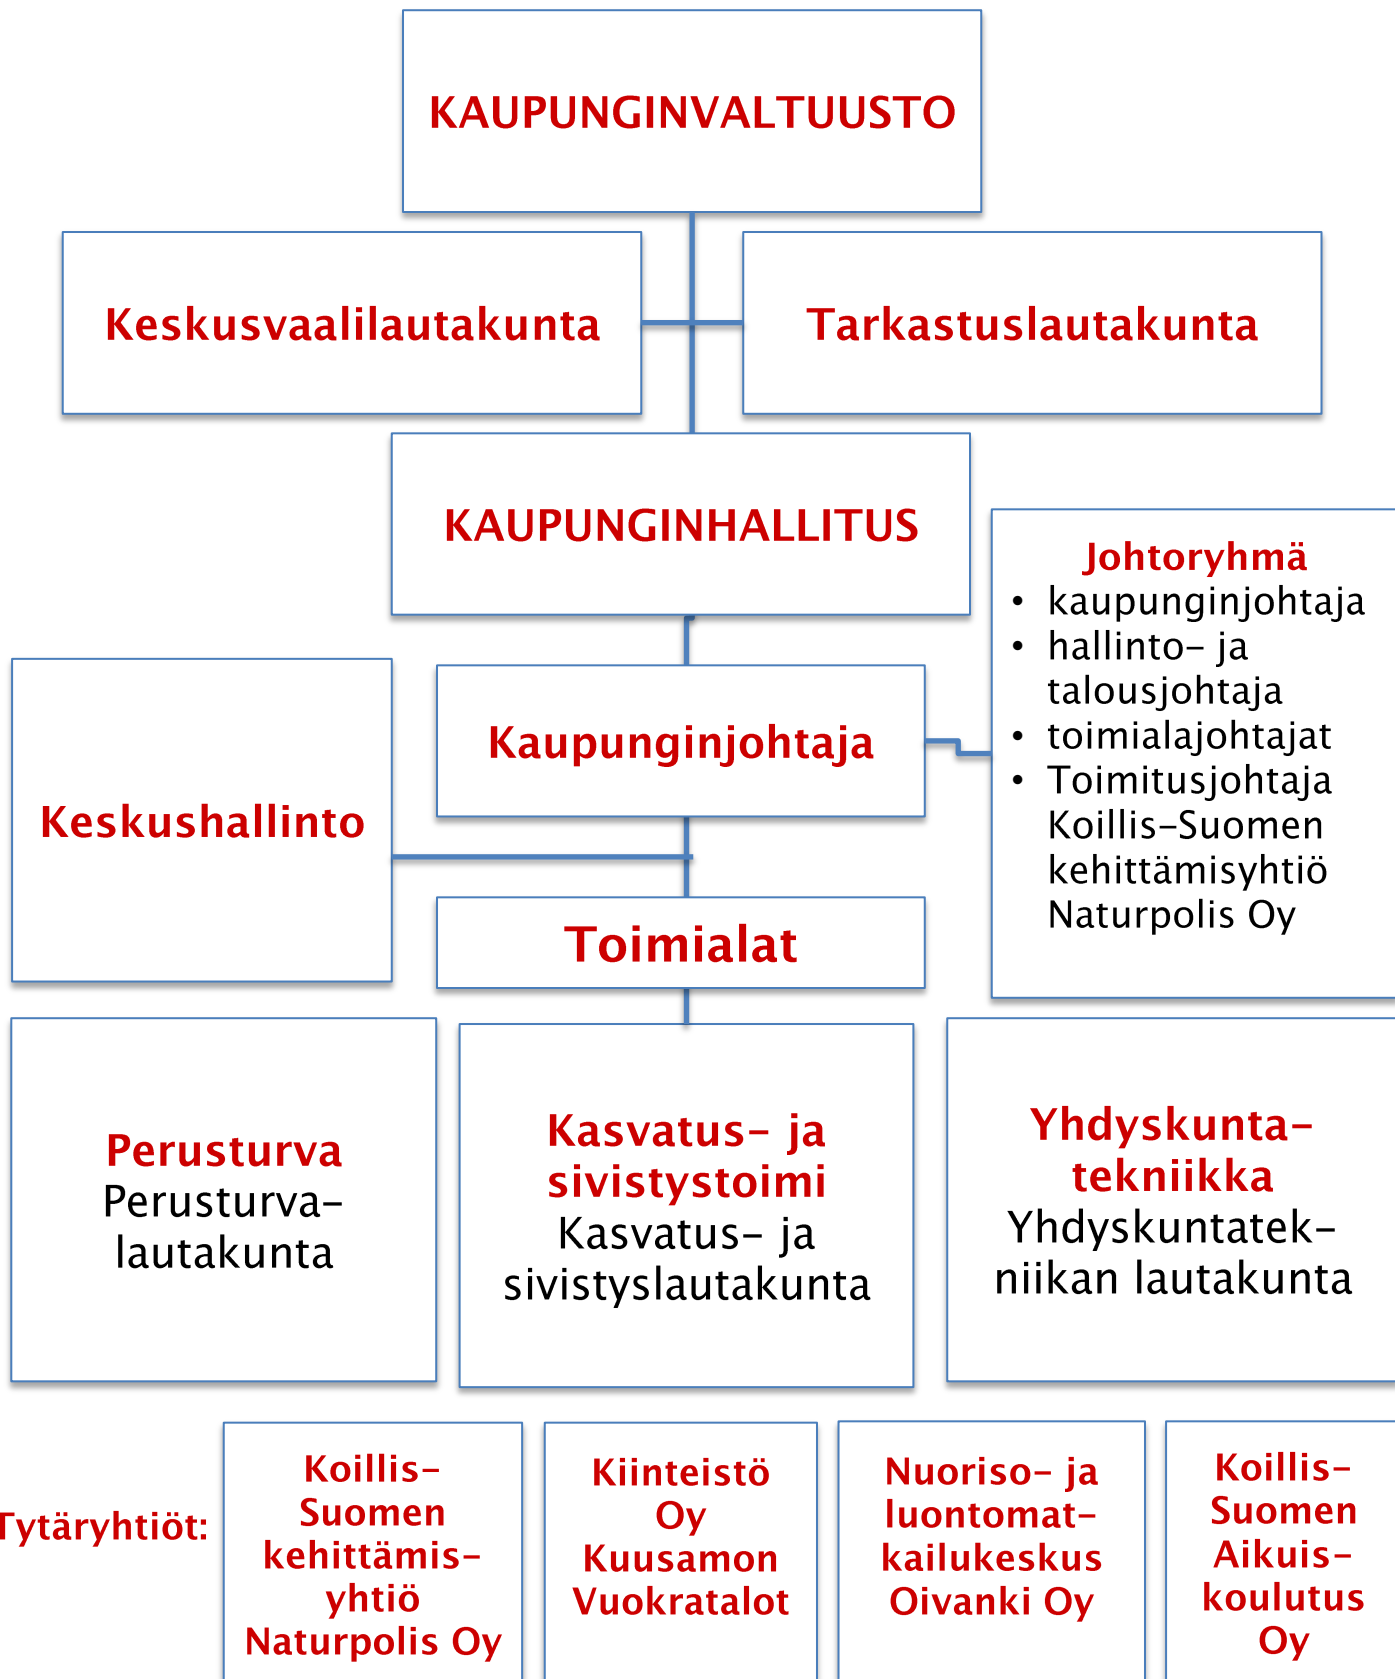 KAUPUNGINVALTUUSTO
Keskusvaalilautakunta
Tarkastuslautakunta
KAUPUNGINHALLITUS
Johtoryhmä
• kaupunginjohtaja
• hallinto- ja
talousjohtaja
• toimialajohtajat
• Toimitusjohtaja
Koillis-Suomen
kehittämisyhtiö
Naturpolis Oy
Kaupunginjohtaja
Keskushallinto
Toimialat
Perusturva
Perusturva-
lautakunta
Kasvatus- ja
sivistystoimi
Kasvatus- ja
sivistyslautakunta
Yhdyskunta-
tekniikka
Yhdyskuntatek-
niikan lautakunta
Tytäryhtiöt:
Koillis-
Suomen
kehittämis-
yhtiö
Naturpolis Oy
Kiinteistö
Oy
Kuusamon
Vuokratalot
Nuoriso- ja
luontomat-
kailukeskus
Oivanki Oy
Koillis-
Suomen
Aikuis-
koulutus
Oy